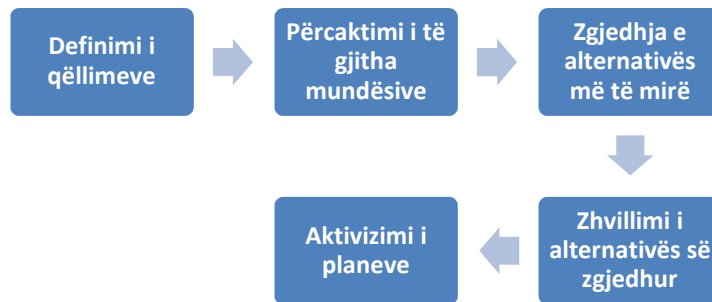 Definimi i
qëllimeve
Përcaktimi i të
gjitha
mundësive
Zgjedhja e
alternativës
më të mirë
Zhvillimi i
alternativës së
zgjedhur
Aktivizimi i
planeve